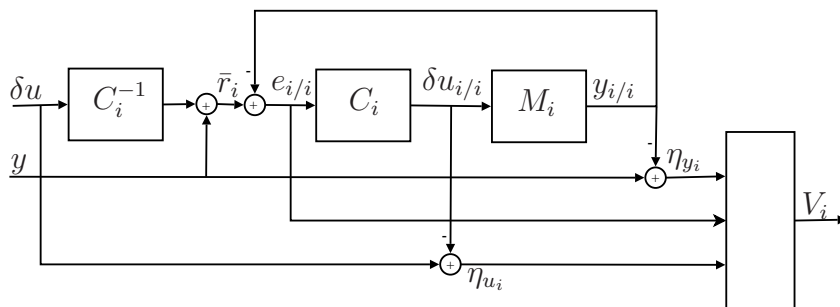 δu
C_i^{-1}
+
r̄_i
-
+
e_{i/i}
C_i
δu_{i/i}
M_i
y_{i/i}
y
-
+
η_{y_i}
V_i
-
+
η_{u_i}